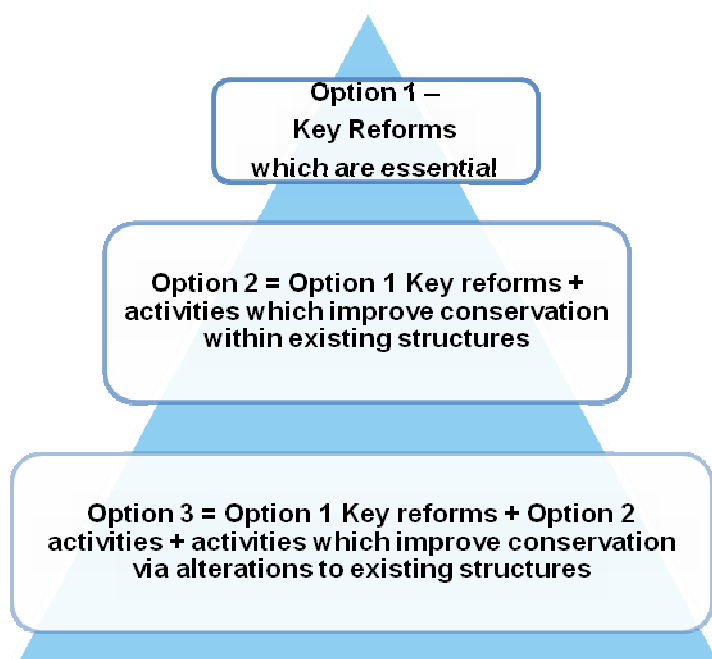 Option 1 –
Key Reforms
which are essential
Option 2 = Option 1 Key reforms +
activities which improve conservation
within existing structures
Option 3 = Option 1 Key reforms + Option 2
activities + activities which improve conservation
via alterations to existing structures